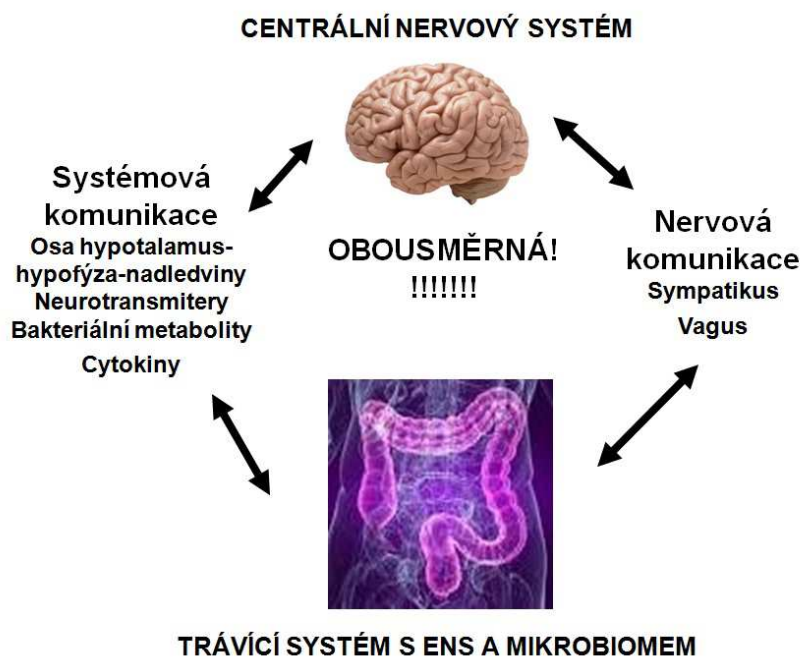 CENTRÁLNÍ NERVOVÝ SYSTÉM
Systémová
komunikace
Osa hypotalamus-
hypofýza-nadledviny
Neurotransmitery
Bakteriální metabolity
Cytokiny
OBOUSMĚRNÁ!
!!!!!!!
Nervová
komunikace
Sympatikus
Vagus
TRÁVÍCÍ SYSTÉM S ENS A MIKROBIOMEM